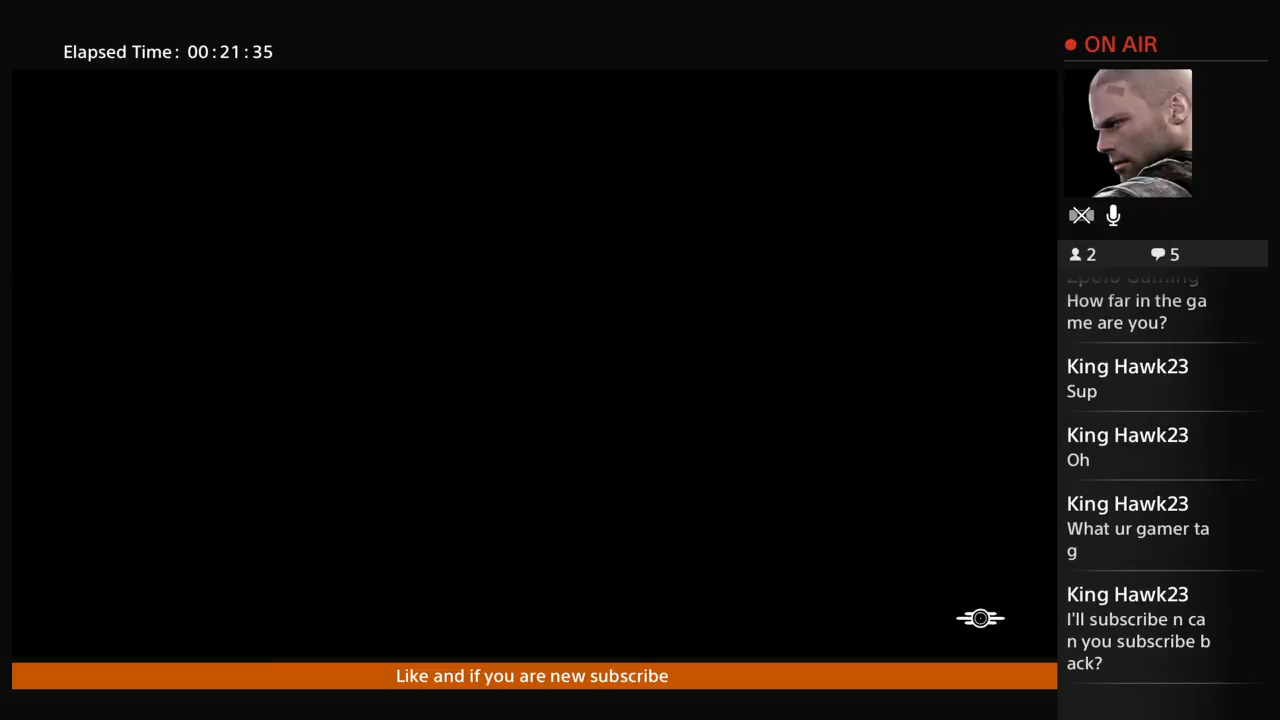 Elapsed Time: 00:21:35
ON AIR
2
5
Zpolo Gaming
How far in the ga
me are you?
King Hawk23
Sup
King Hawk23
Oh
King Hawk23
What ur gamer ta
g
King Hawk23
I'll subscribe n ca
n you subscribe b
ack?
Like and if you are new subscribe